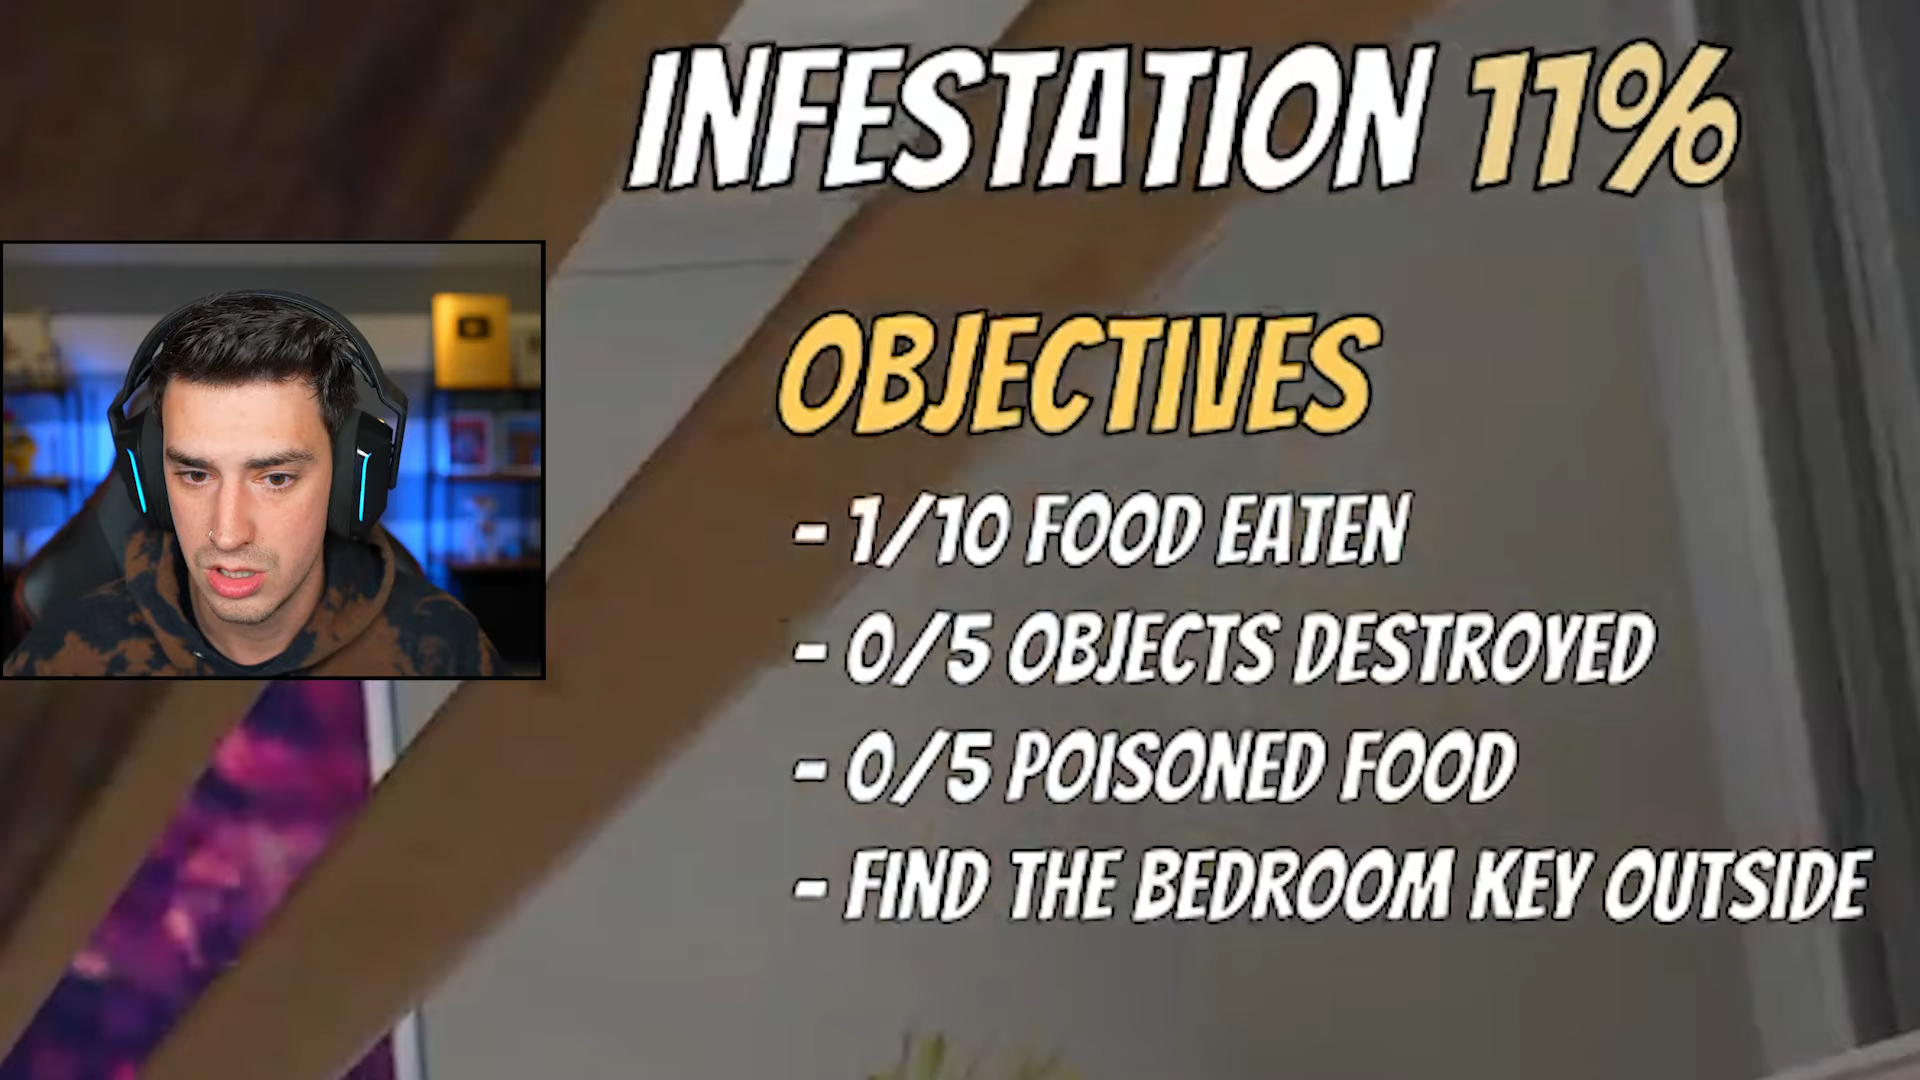 INFESTATION 11%
OBJECTIVES
- 1/10 FOOD EATEN
- 0/5 OBJECTS DESTROYED
- 0/5 POISONED FOOD
- FIND THE BEDROOM KEY OUTSIDE